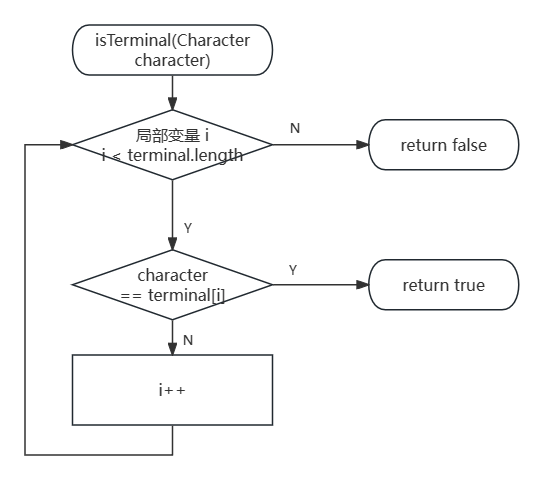 isTerminal(Character
character)
局部变量 i
i < terminal.length
N
return false
Y
character
== terminal[i]
Y
return true
N
i++